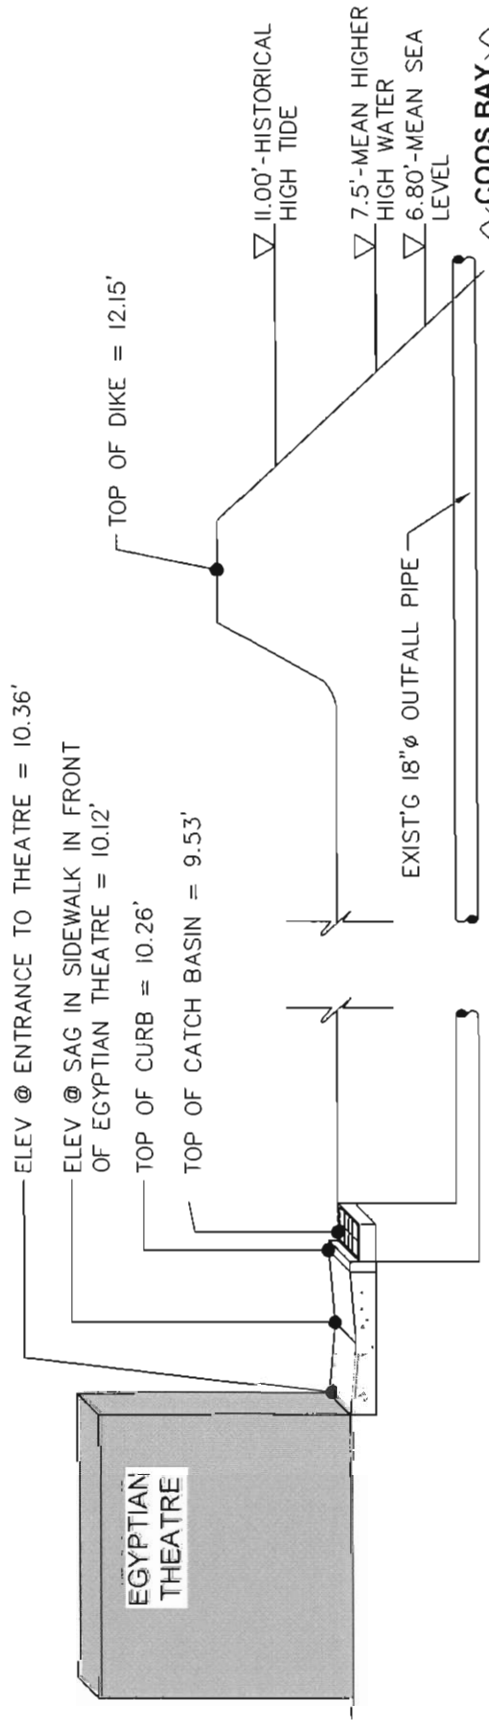 ELEV @ ENTRANCE TO THEATRE = 10.36'
ELEV @ SAG IN SIDEWALK IN FRONT
OF EGYPTIAN THEATRE = 10.12'
TOP OF CURB = 10.26'
TOP OF CATCH BASIN = 9.53'
TOP OF DIKE = 12.15'
11.00'-HISTORICAL
HIGH TIDE
7.5'-MEAN HIGHER
HIGH WATER
6.80'-MEAN SEA
LEVEL
COOS BAY
EXIST'G 18"ø OUTFALL PIPE
EGYPTIAN
THEATRE